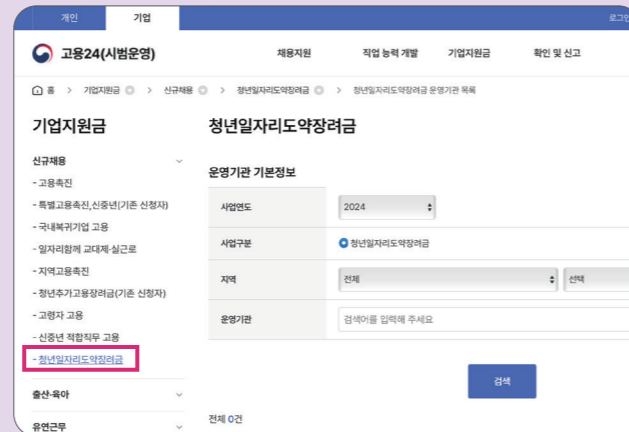 개인 기업 로그인
고용24(시범운영) 채용지원 직업 능력 개발 기업지원금 확인 및 신고
홈 > 기업지원금 > 신규채용 > 청년일자리도약장려금 > 청년일자리도약장려금 운영기관 목록
기업지원금
신규채용
- 고용촉진
- 특별고용촉진,신중년(기존 신청자)
- 국내복귀기업 고용
- 일자리함께 교대제·실근로
- 지역고용촉진
- 청년추가고용장려금(기존 신청자)
- 고령자 고용
- 신중년 적합직무 고용
- 청년일자리도약장려금
출산·육아
유연근무
청년일자리도약장려금
운영기관 기본정보
사업연도 2024
사업구분 청년일자리도약장려금
지역 전체 선택
운영기관 검색어를 입력해 주세요
검색
전체 0건